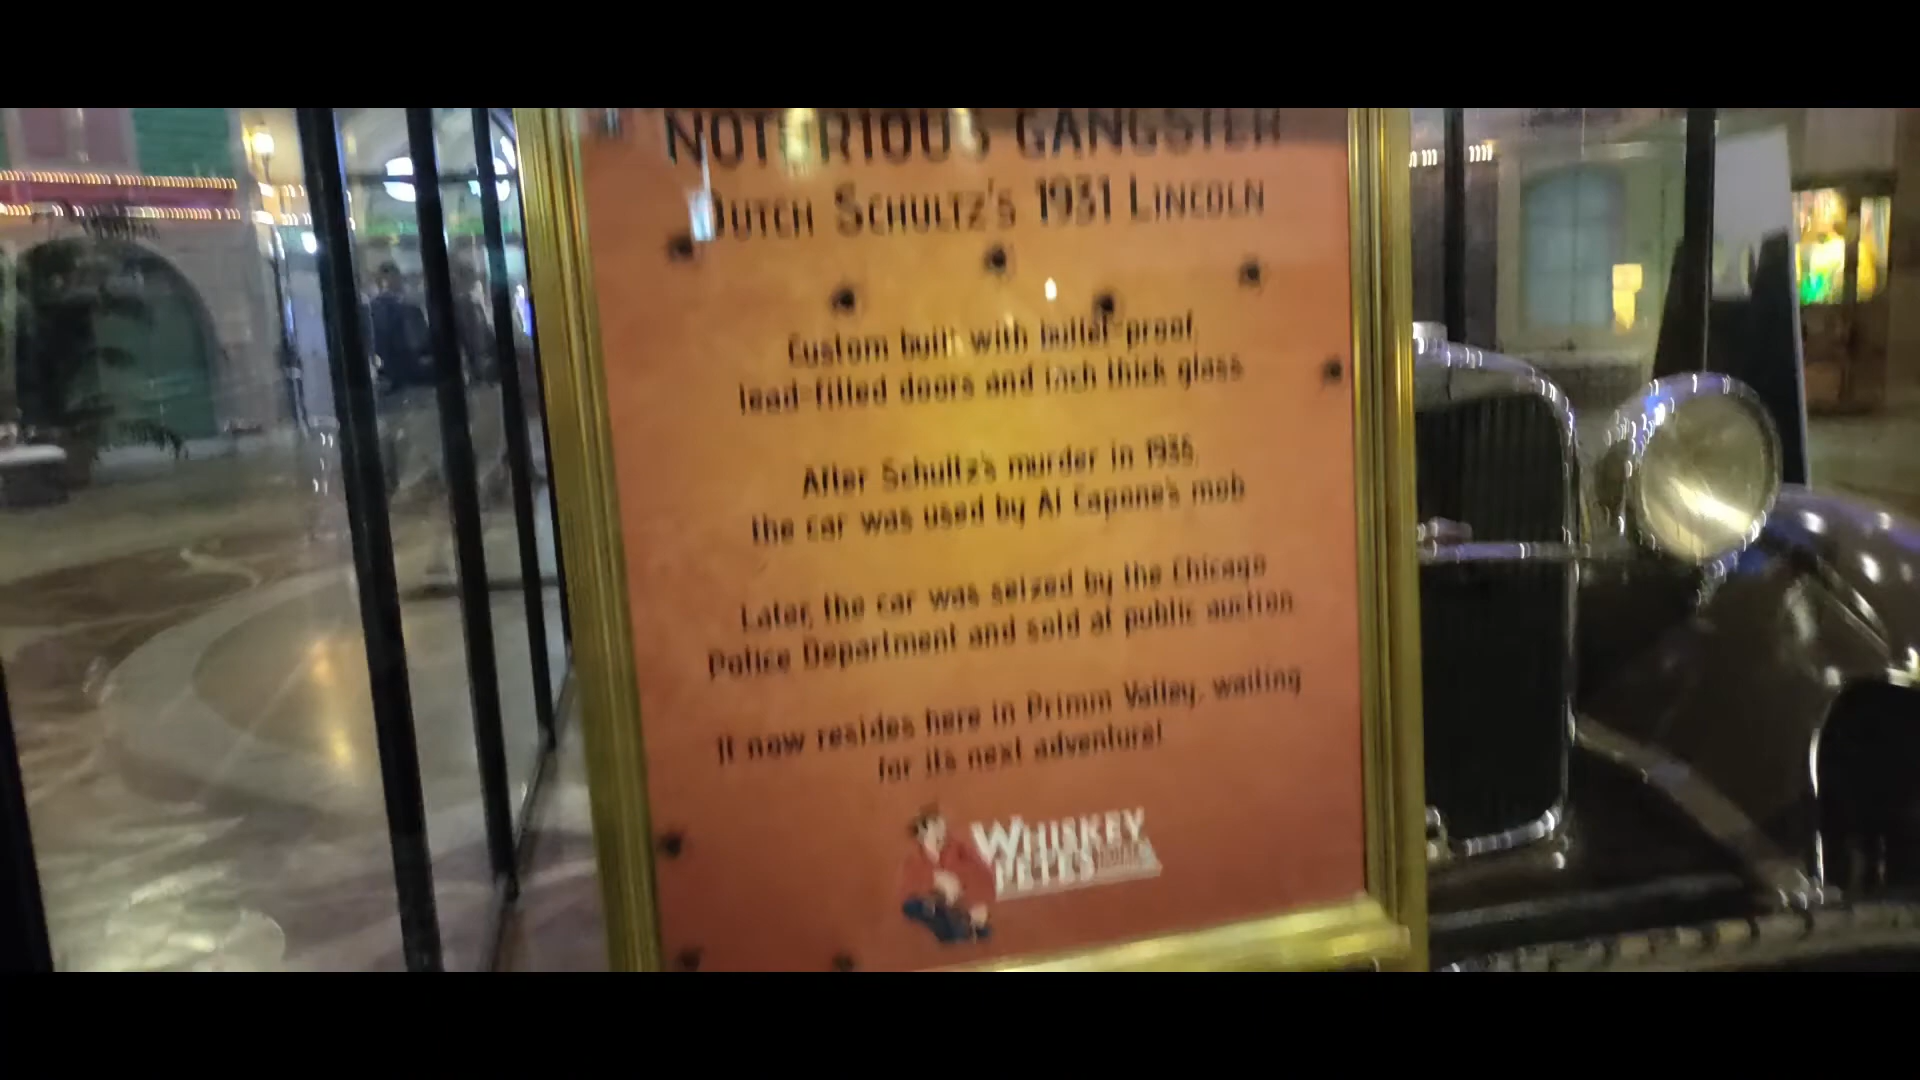 NOTORIOUS GANGSTER
DUTCH SCHULTZ'S 1931 LINCOLN
Custom built with bullet-proof,
lead-filled doors and inch thick glass
After Schultz's murder in 1935,
the car was used by Al Capone's mob
Later, the car was seized by the Chicago
Police Department and sold at public auction
It now resides here in Primm Valley, waiting
for its next adventure!
WHISKEY
PETE'S